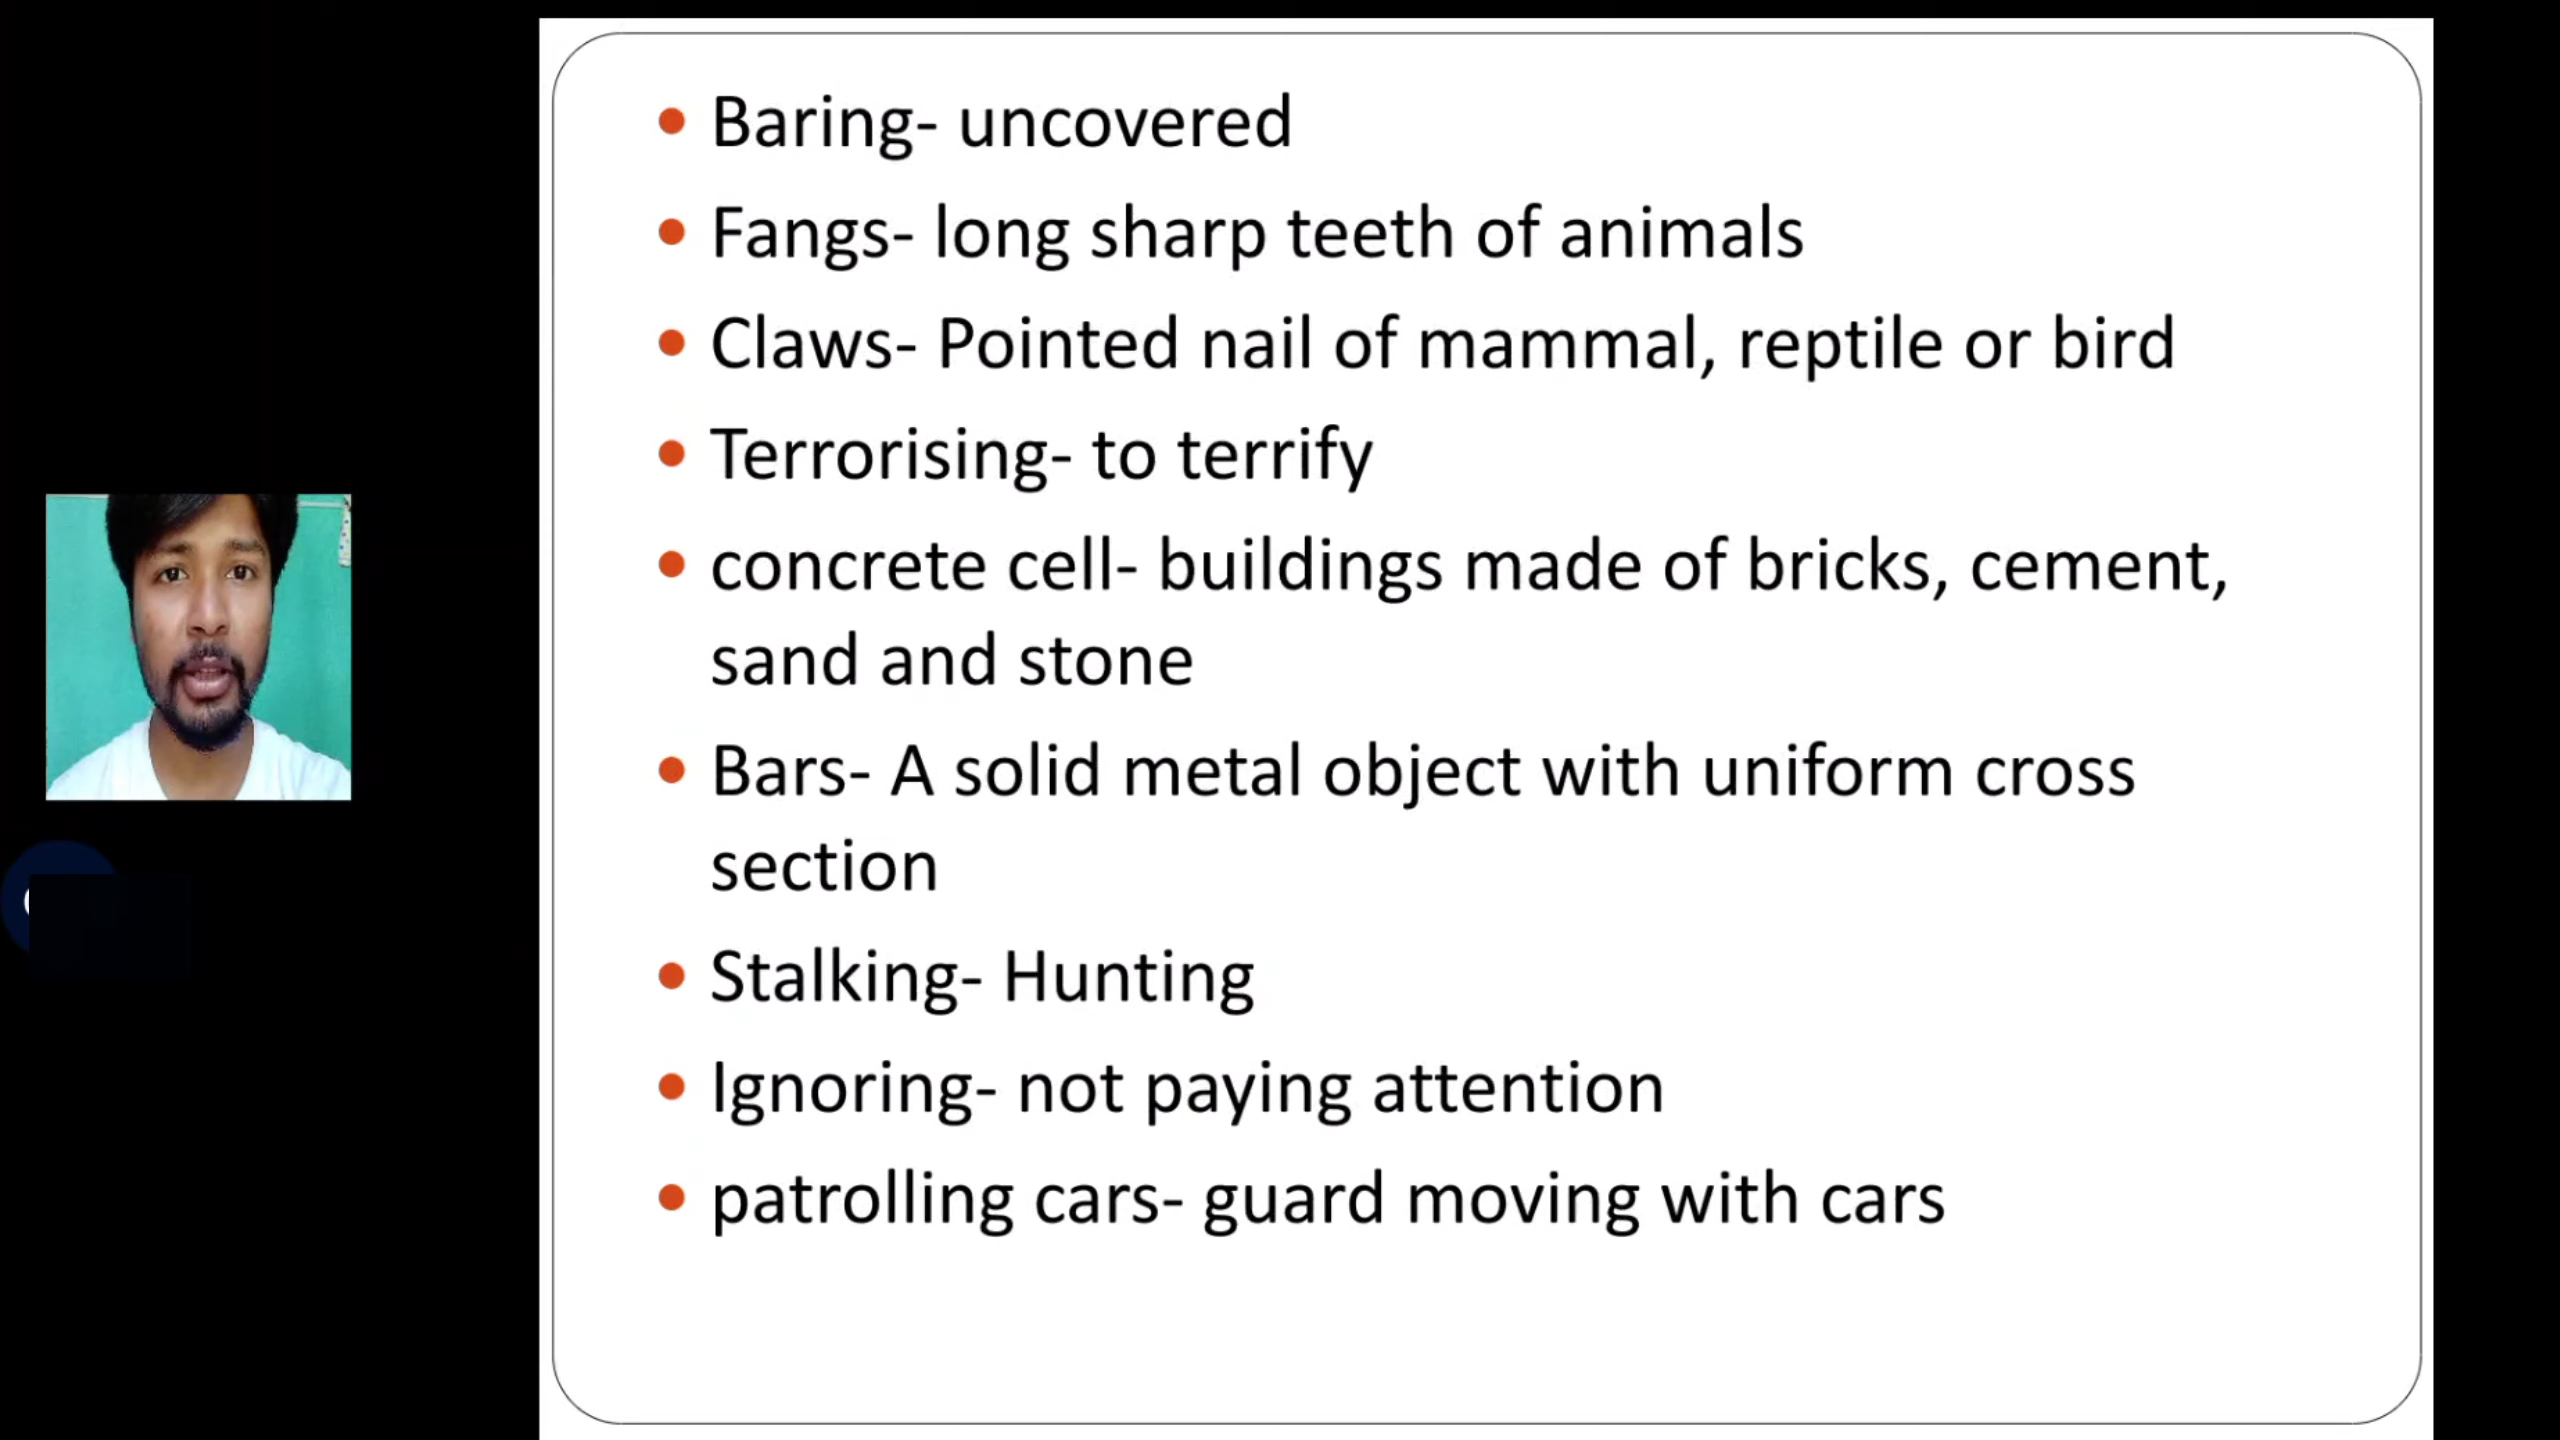 Baring- uncovered
Fangs- long sharp teeth of animals
Claws- Pointed nail of mammal, reptile or bird
Terrorising- to terrify
concrete cell- buildings made of bricks, cement,
sand and stone
Bars- A solid metal object with uniform cross
section
Stalking- Hunting
Ignoring- not paying attention
patrolling cars- guard moving with cars